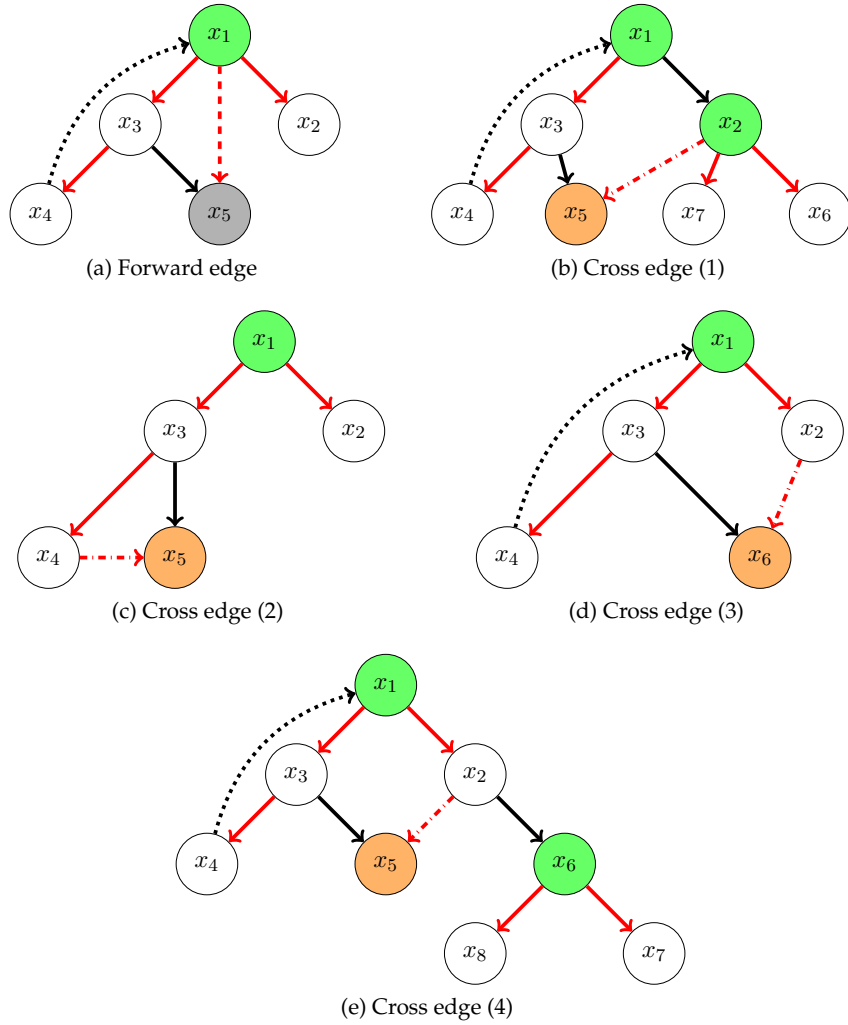 x₁
x₁
x₃
x₂
x₃
x₂
x₄
x₅
x₄
x₅
x₇
x₆
(a) Forward edge
(b) Cross edge (1)
x₁
x₁
x₃
x₂
x₃
x₂
x₄
x₅
x₄
x₆
(c) Cross edge (2)
(d) Cross edge (3)
x₁
x₃
x₂
x₄
x₅
x₆
x₈
x₇
(e) Cross edge (4)